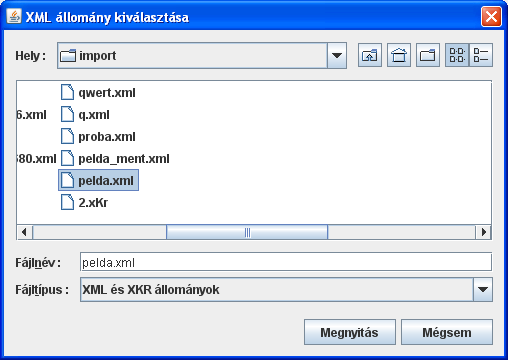 XML állomány kiválasztása
Hely :
import
6.xml
380.xml
qwert.xml
q.xml
proba.xml
pelda_ment.xml
pelda.xml
2.xKr
Fájlnév :
pelda.xml
Fájltípus :
XML és XKR állományok
Megnyitás
Mégsem